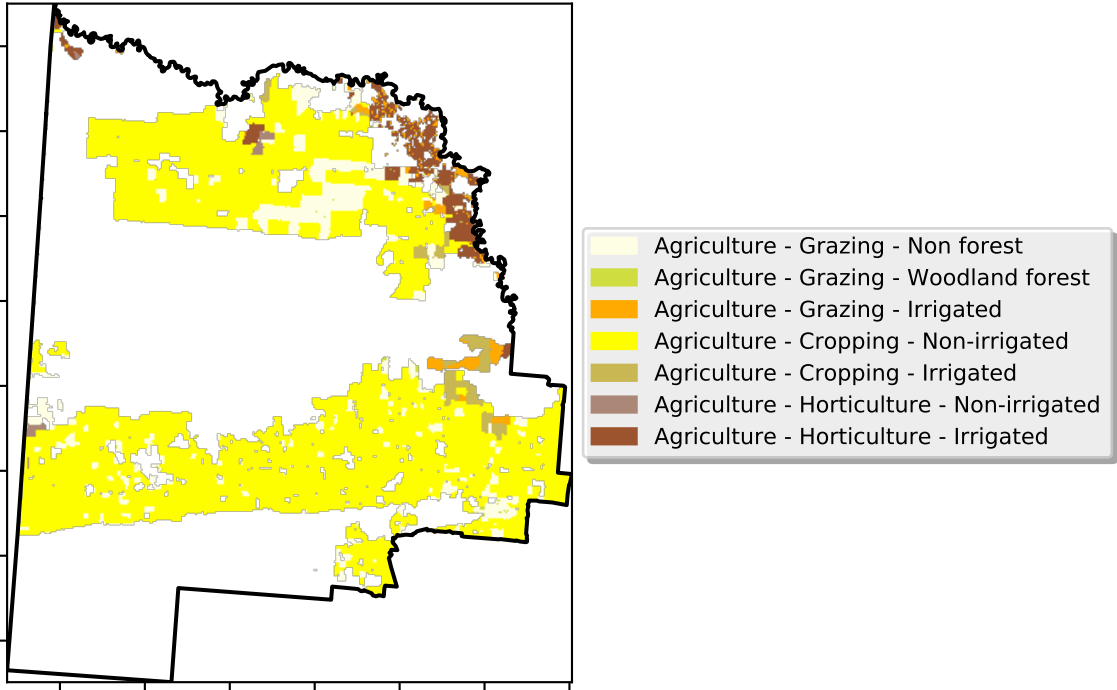 Agriculture - Grazing - Non forest
Agriculture - Grazing - Woodland forest
Agriculture - Grazing - Irrigated
Agriculture - Cropping - Non-irrigated
Agriculture - Cropping - Irrigated
Agriculture - Horticulture - Non-irrigated
Agriculture - Horticulture - Irrigated